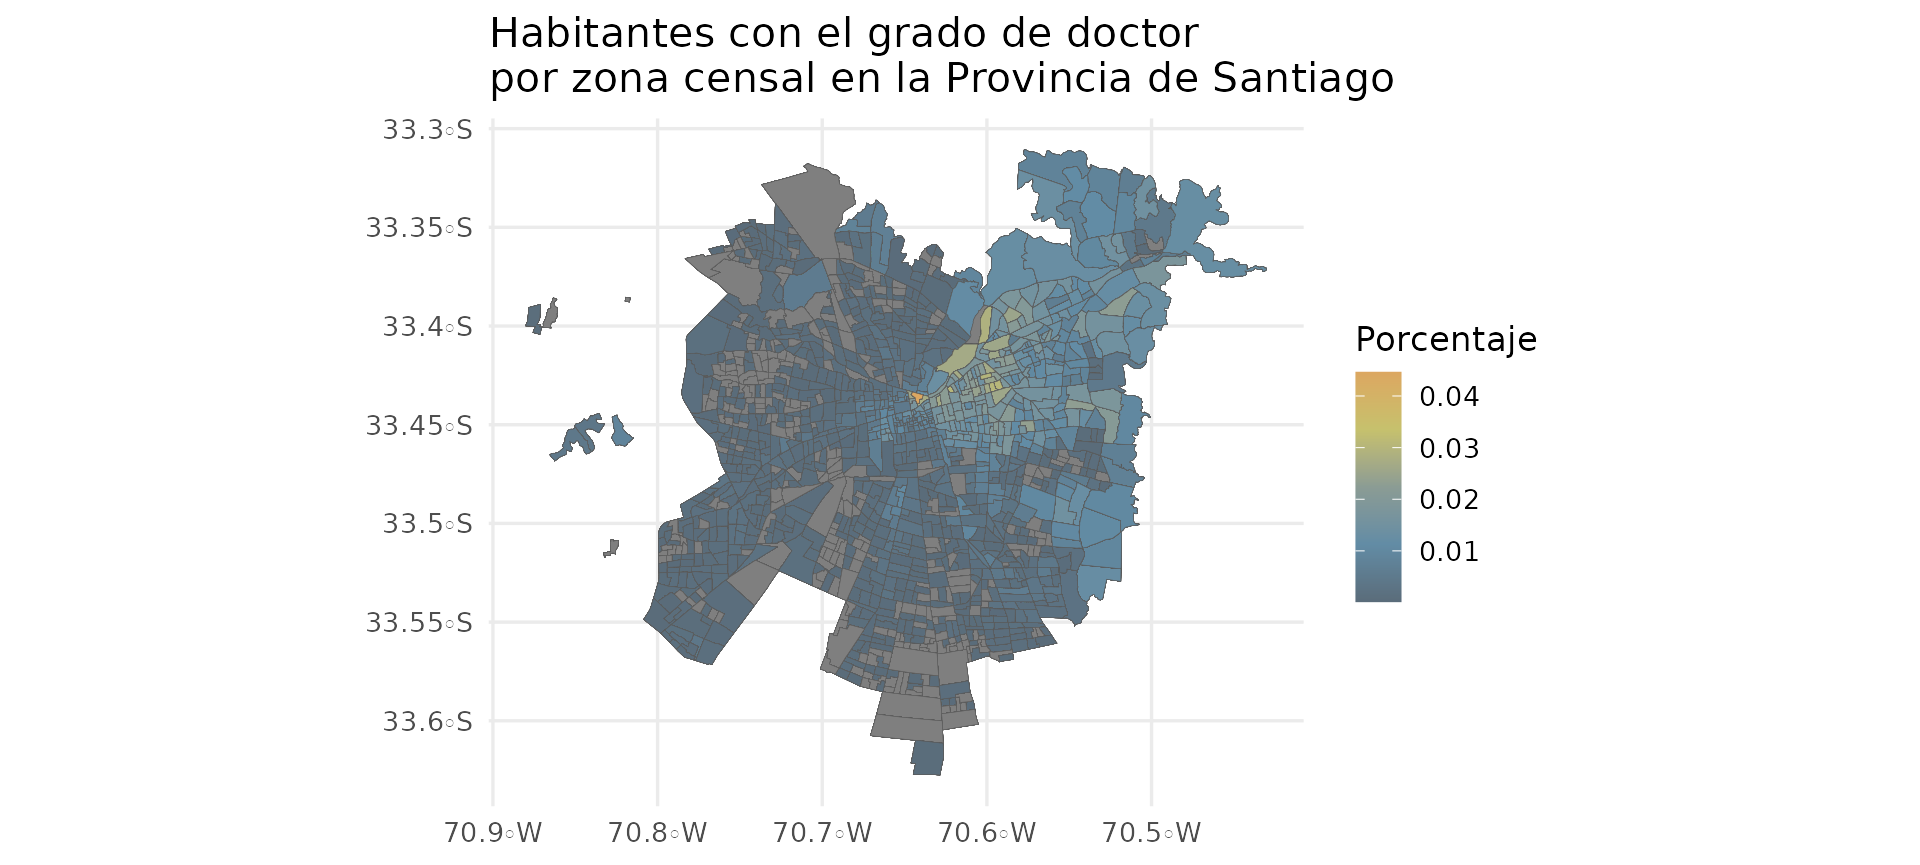 Habitantes con el grado de doctor
por zona censal en la Provincia de Santiago
33.3°S
33.35°S
33.4°S
33.45°S
33.5°S
33.55°S
33.6°S
70.9°W
70.8°W
70.7°W
70.6°W
70.5°W
Porcentaje
0.04
0.03
0.02
0.01